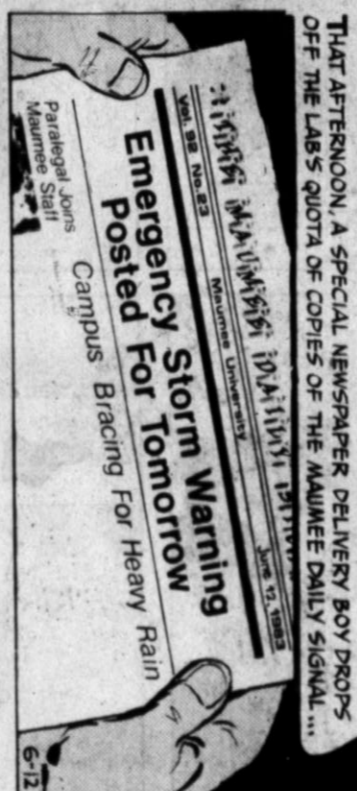 THAT AFTERNOON, A SPECIAL NEWSPAPER DELIVERY BOY DROPS
OFF THE LAB'S QUOTA OF COPIES OF THE MAUMEE DAILY SIGNAL...
Vol. 92 No.23
Maumee University
June 12, 1983
Emergency Storm Warning
Posted For Tomorrow
Campus Bracing For Heavy Rain
Paralegal Joins
Maumee Staff
6-12